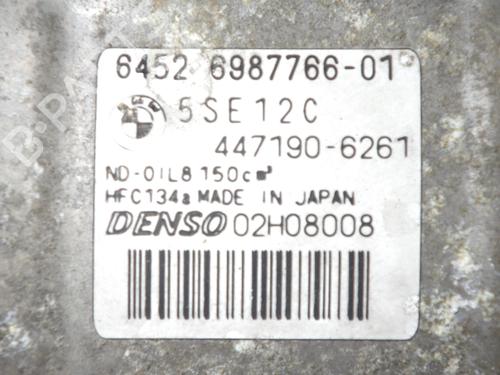 6452 6987766-01
5SE12C
447190-6261
ND-OIL8 150cm³
HFC134a MADE IN JAPAN
DENSO 02H08008